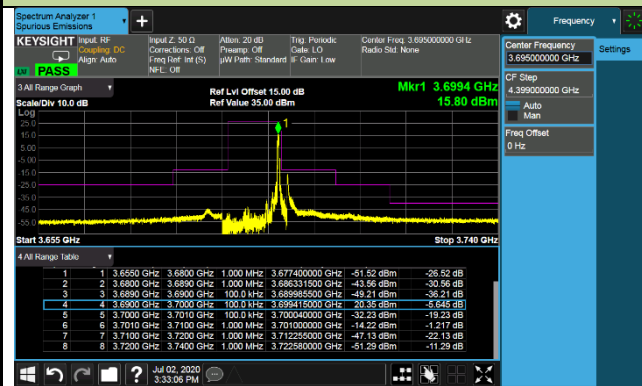 Spectrum Analyzer 1
Spurious Emissions
Frequency
KEYSIGHT Input: RF
Coupling: DC
Align: Auto
Input Z: 50 Ω
Corrections: Off
Freq Ref: Int (S)
NFE: Off
Atten: 20 dB
Preamp: Off
µW Path: Standard
Trig: Periodic
Gate: LO
IF Gain: Low
Center Freq: 3.695000000 GHz
Radio Std: None
LM PASS
Center Frequency
3.695000000 GHz
Settings
CF Step
4.399000000 GHz
Auto
Man
Freq Offset
0 Hz
3 All Range Graph
Ref Lvl Offset 15.00 dB
Mkr1 3.6994 GHz
Scale/Div 10.0 dB
Ref Value 35.00 dBm
15.80 dBm
Log
25.0
15.0
5.00
-5.00
-15.0
-25.0
-35.0
-45.0
-55.0
1
Start 3.655 GHz
Stop 3.740 GHz
4 All Range Table
1 1 3.6550 GHz 3.6800 GHz 1.000 MHz 3.677400000 GHz -51.52 dBm -26.52 dB
2 2 3.6800 GHz 3.6890 GHz 1.000 MHz 3.686331500 GHz -43.56 dBm -30.56 dB
3 3 3.6890 GHz 3.6900 GHz 100.0 kHz 3.689985500 GHz -49.21 dBm -36.21 dB
4 4 3.6900 GHz 3.7000 GHz 100.0 kHz 3.699415000 GHz 20.35 dBm -5.645 dB
5 5 3.7000 GHz 3.7010 GHz 100.0 kHz 3.700040000 GHz -32.23 dBm -19.23 dB
6 6 3.7010 GHz 3.7100 GHz 1.000 MHz 3.701000000 GHz -14.22 dBm -1.217 dB
7 7 3.7100 GHz 3.7200 GHz 1.000 MHz 3.712255000 GHz -47.13 dBm -22.13 dB
8 8 3.7200 GHz 3.7400 GHz 1.000 MHz 3.722580000 GHz -51.29 dBm -11.29 dB
Jul 02, 2020
3:33:06 PM